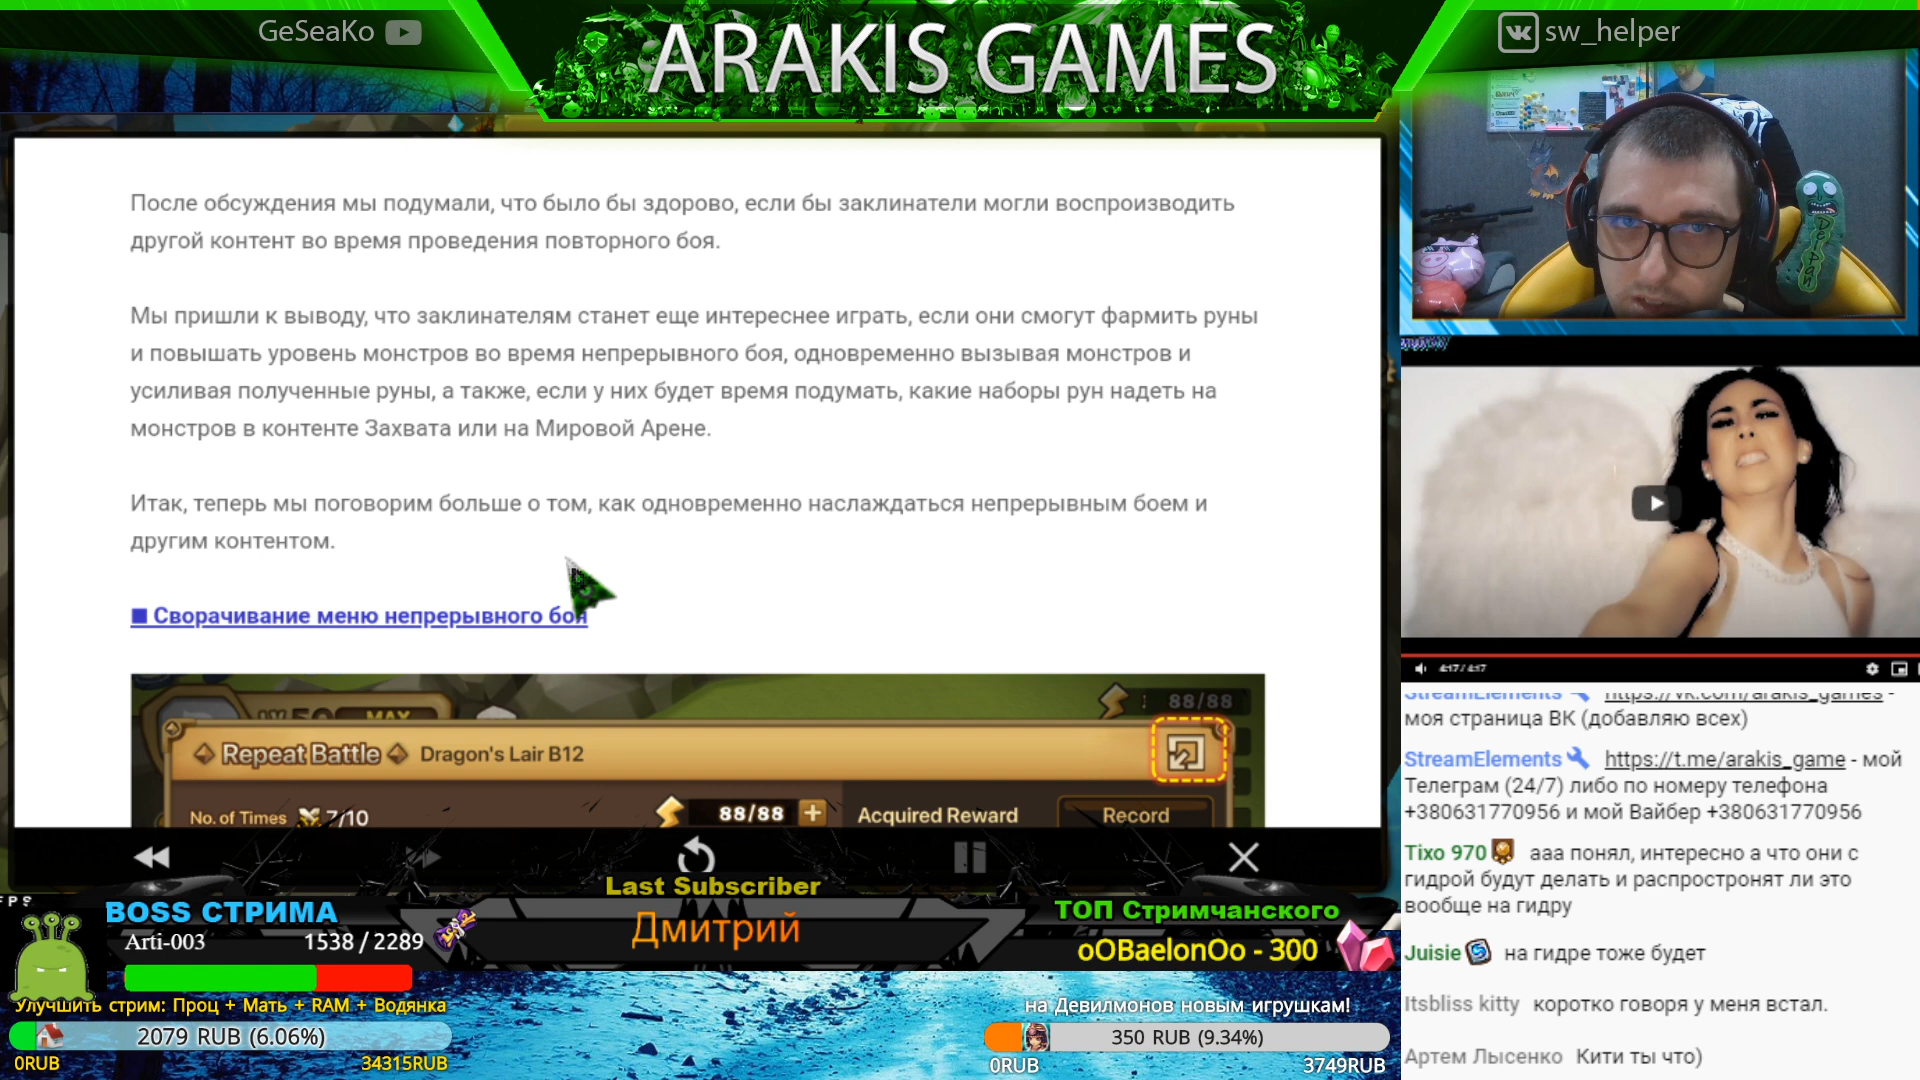 GeSeaKo
ARAKIS GAMES
sw_helper
После обсуждения мы подумали, что было бы здорово, если бы заклинатели могли воспроизводить
другой контент во время проведения повторного боя.
Мы пришли к выводу, что заклинателям станет еще интереснее играть, если они смогут фармить руны
и повышать уровень монстров во время непрерывного боя, одновременно вызывая монстров и
усиливая полученные руны, а также, если у них будет время подумать, какие наборы рун надеть на
монстров в контенте Захвата или на Мировой Арене.
Итак, теперь мы поговорим больше о том, как одновременно наслаждаться непрерывным боем и
другим контентом.
■ Сворачивание меню непрерывного боя
88/88
Repeat Battle Dragon's Lair B12
No. of Times 7/10
88/88 +
Acquired Reward
Record
4:17 / 4:17
StreamElements https://vk.com/arakis_games -
моя страница ВК (добавляю всех)
StreamElements https://t.me/arakis_game - мой
Телеграм (24/7) либо по номеру телефона
+380631770956 и мой Вайбер +380631770956
Tixo 970 ааа понял, интересно а что они с
гидрой будут делать и распростронят ли это
вообще на гидру
Juisie на гидре тоже будет
Itsbliss kitty коротко говоря у меня встал.
Артем Лысенко Кити ты что)
FPS
BOSS СТРИМА
Arti-003 1538 / 2289
Улучшить стрим: Проц + Мать + RAM + Водянка
2079 RUB (6.06%)
0RUB 34315RUB
Last Subscriber
Дмитрий
ТОП Стримчанского
oOBaelonOo - 300
на Девилмонов новым игрушкам!
350 RUB (9.34%)
0RUB 3749RUB